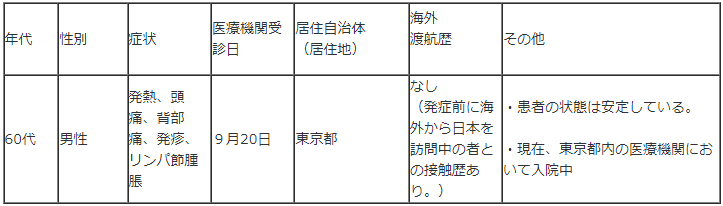 年代
性別
症状
医療機関受
診日
居住自治体
（居住地）
海外
渡航歴
その他
60代
男性
発熱、頭
痛、背部
痛、発疹、
リンパ節腫
脹
９月20日
東京都
なし
（発症前に海
外から日本を
訪問中の者と
の接触歴あ
り。）
・患者の状態は安定している。
・現在、東京都内の医療機関にお
いて入院中